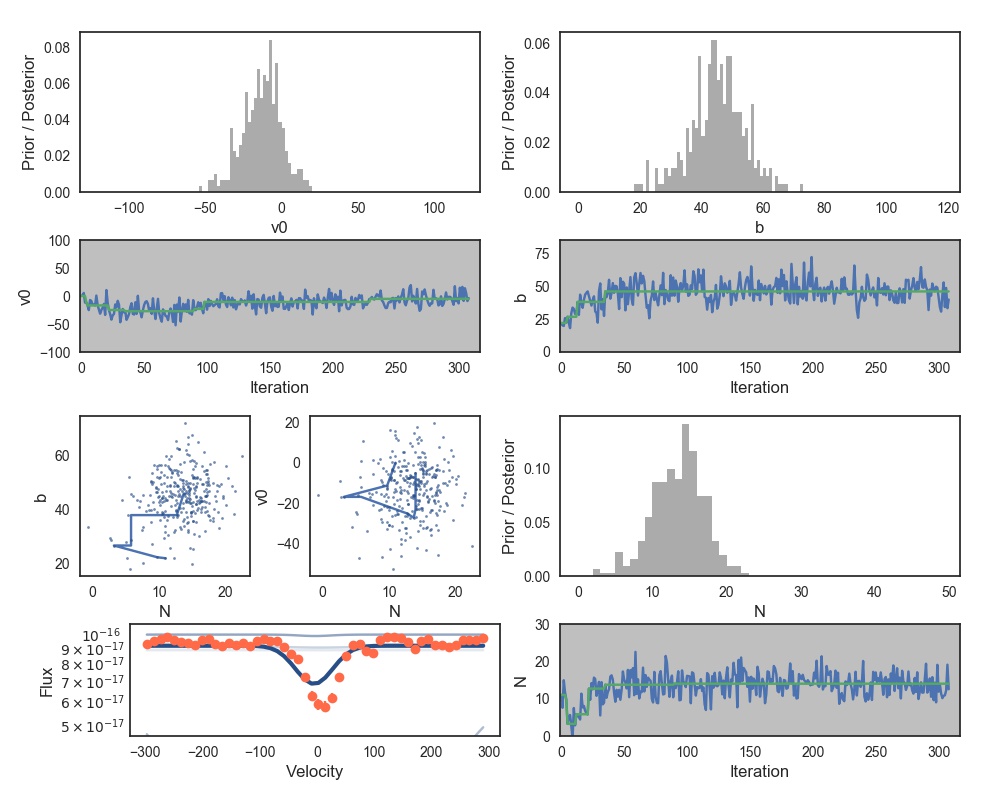 0.08
0.06
0.04
0.02
0.00
Prior / Posterior
−100 −50 0 50 100
v0
0.06
0.04
0.02
0.00
Prior / Posterior
0 20 40 60 80 100 120
b
100
50
0
−50
−100
v0
0 50 100 150 200 250 300
Iteration
75
50
25
0
b
0 50 100 150 200 250 300
Iteration
60
40
20
b
0 10 20
N
20
0
−20
−40
v0
0 10 20
N
0.10
0.05
0.00
Prior / Posterior
0 10 20 30 40 50
N
10⁻¹⁶
9 × 10⁻¹⁷
8 × 10⁻¹⁷
7 × 10⁻¹⁷
6 × 10⁻¹⁷
5 × 10⁻¹⁷
Flux
−300 −200 −100 0 100 200 300
Velocity
30
20
10
0
N
0 50 100 150 200 250 300
Iteration